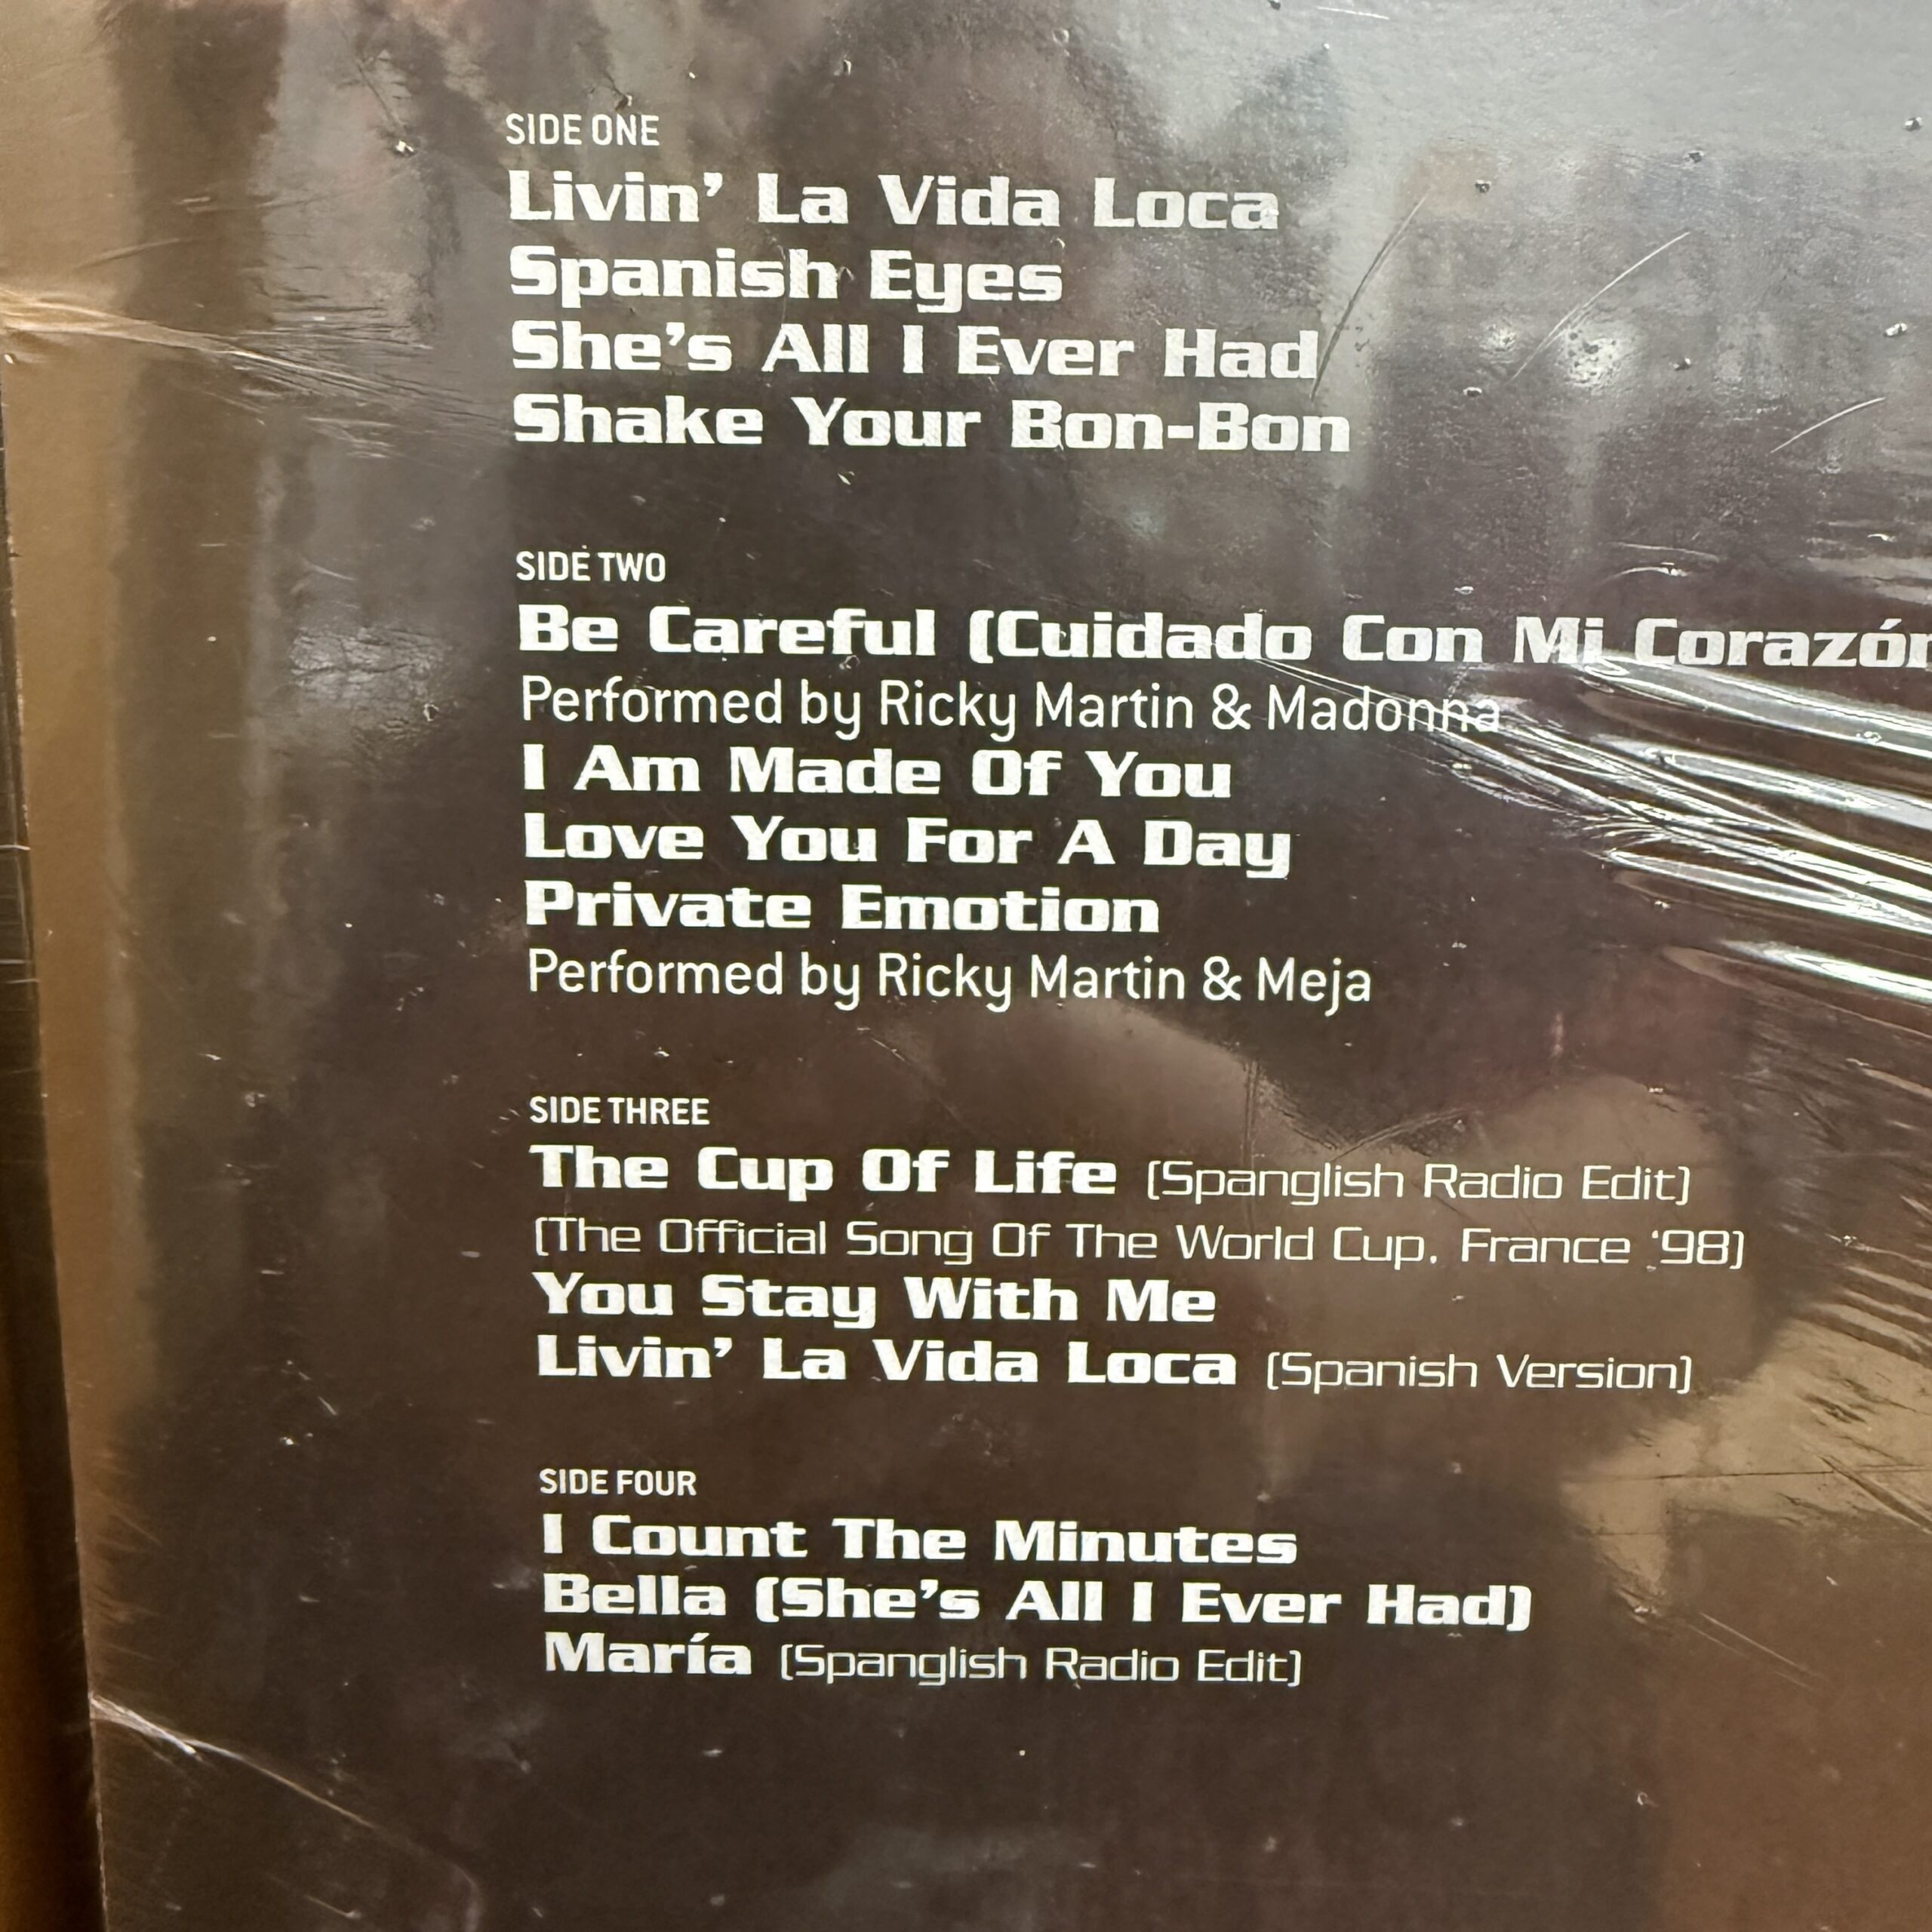 SIDE ONE
Livin’ La Vida Loca
Spanish Eyes
She’s All I Ever Had
Shake Your Bon-Bon
SIDE TWO
Be Careful (Cuidado Con Mi Corazón
Performed by Ricky Martin & Madonna
I Am Made Of You
Love You For A Day
Private Emotion
Performed by Ricky Martin & Meja
SIDE THREE
The Cup Of Life (Spanglish Radio Edit)
(The Official Song Of The World Cup, France ‘98)
You Stay With Me
Livin’ La Vida Loca (Spanish Version)
SIDE FOUR
I Count The Minutes
Bella (She’s All I Ever Had)
María (Spanglish Radio Edit)